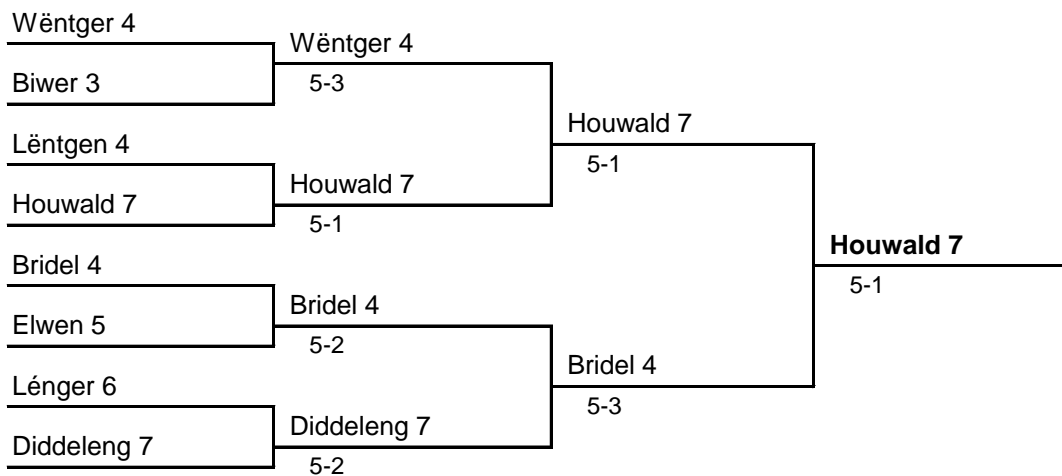 Wëntger 4
Biwer 3
Lëntgen 4
Houwald 7
Bridel 4
Elwen 5
Lénger 6
Diddeleng 7
Wëntger 4
5-3
Houwald 7
5-1
Bridel 4
5-2
Diddeleng 7
5-2
Houwald 7
5-1
Bridel 4
5-3
Houwald 7
5-1